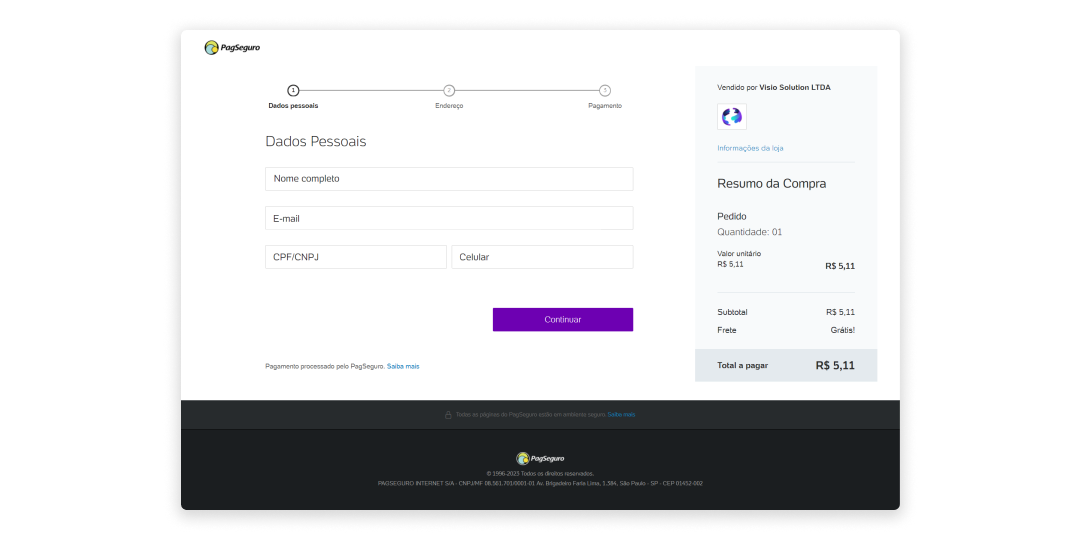 PagSeguro
1
2
3
Dados pessoais
Endereço
Pagamento
Dados Pessoais
Nome completo
E-mail
CPF/CNPJ
Celular
Continuar
Pagamento processado pelo PagSeguro. Saiba mais
Vendido por Visio Solution LTDA
Informações da loja
Resumo da Compra
Pedido
Quantidade: 01
Valor unitário
R$ 5,11
R$ 5,11
Subtotal R$ 5,11
Frete Grátis!
Total a pagar R$ 5,11
Todas as páginas do PagSeguro estão em ambiente seguro. Saiba mais
PagSeguro
© 1996-2023 Todos os direitos reservados.
PAGSEGURO INTERNET S/A - CNPJ/MF 08.561.701/0001-01 Av. Brigadeiro Faria Lima, 1.384, São Paulo - SP - CEP 01452-002